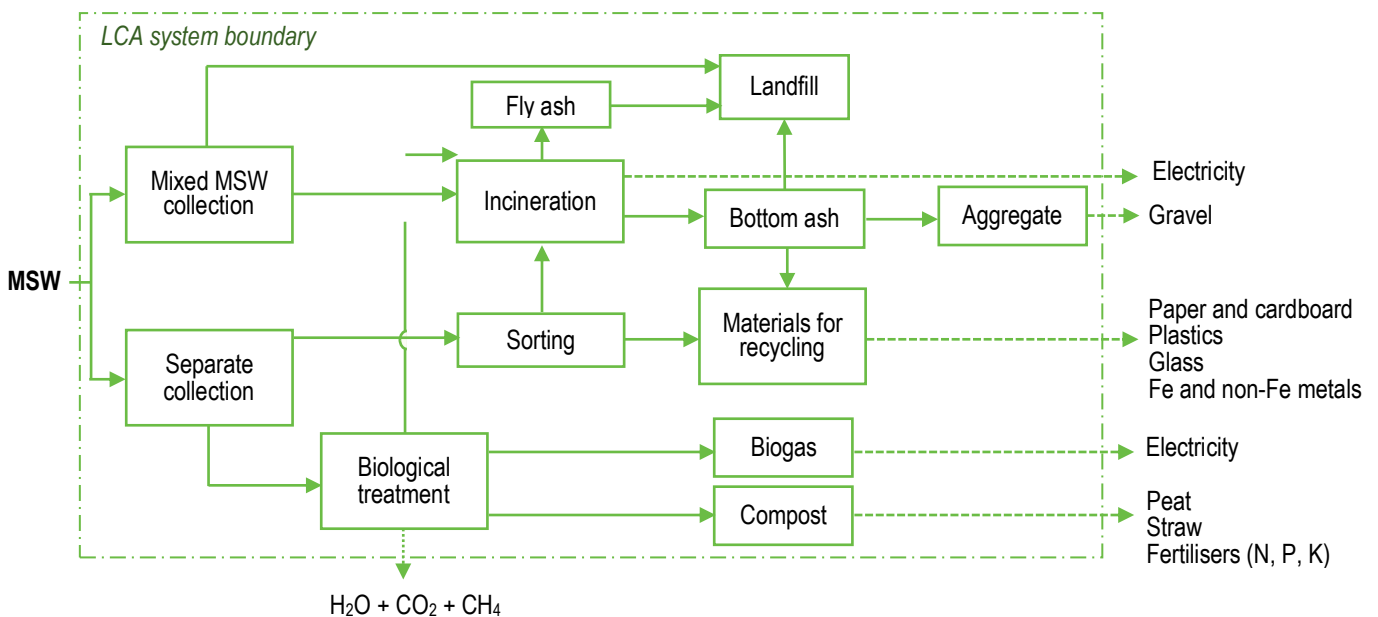 LCA system boundary
Landfill
Fly ash
Mixed MSW
collection
Incineration
Electricity
Bottom ash
Aggregate
Gravel
MSW
Separate
collection
Sorting
Materials for
recycling
Paper and cardboard
Plastics
Glass
Fe and non-Fe metals
Biological
treatment
Biogas
Electricity
Compost
Peat
Straw
Fertilisers (N, P, K)
H₂O + CO₂ + CH₄